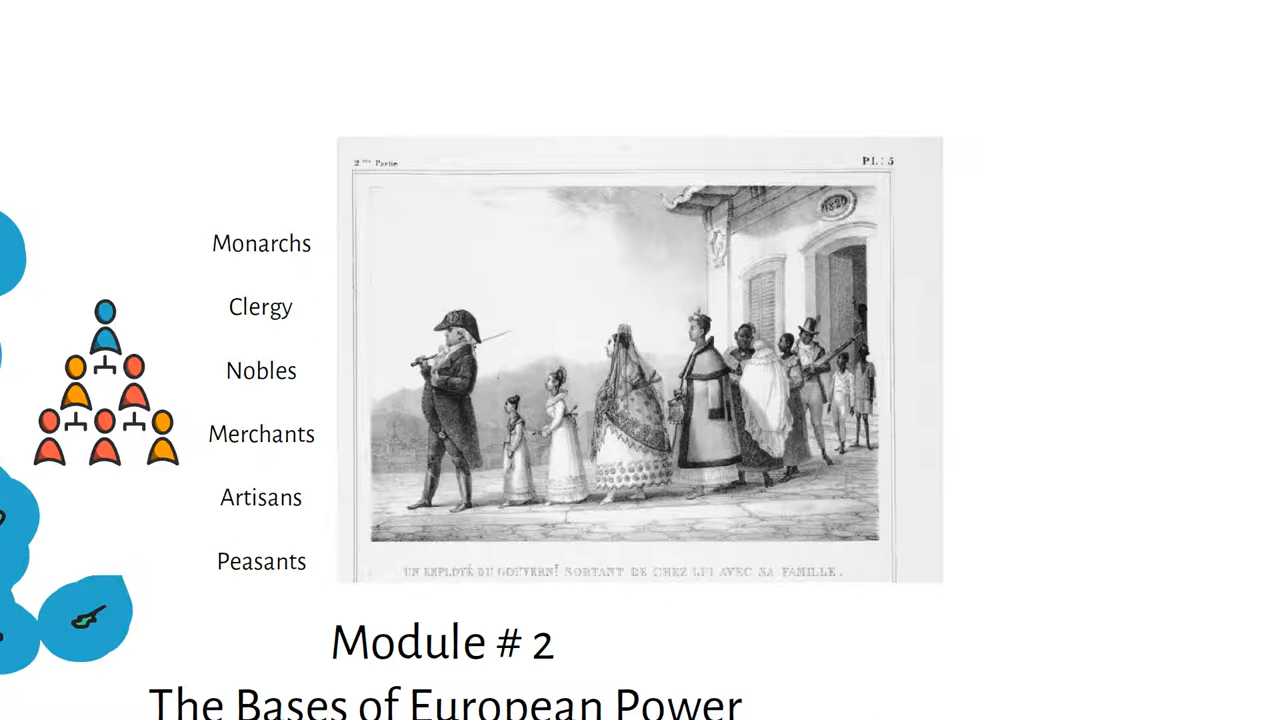 2me Partie
Pl. : 5
1820
Monarchs
Clergy
Nobles
Merchants
Artisans
Peasants
UN EMPLOYÉ DU GOUVERNT SORTANT DE CHEZ LUI AVEC SA FAMILLE.
Module # 2
The Bases of European Power